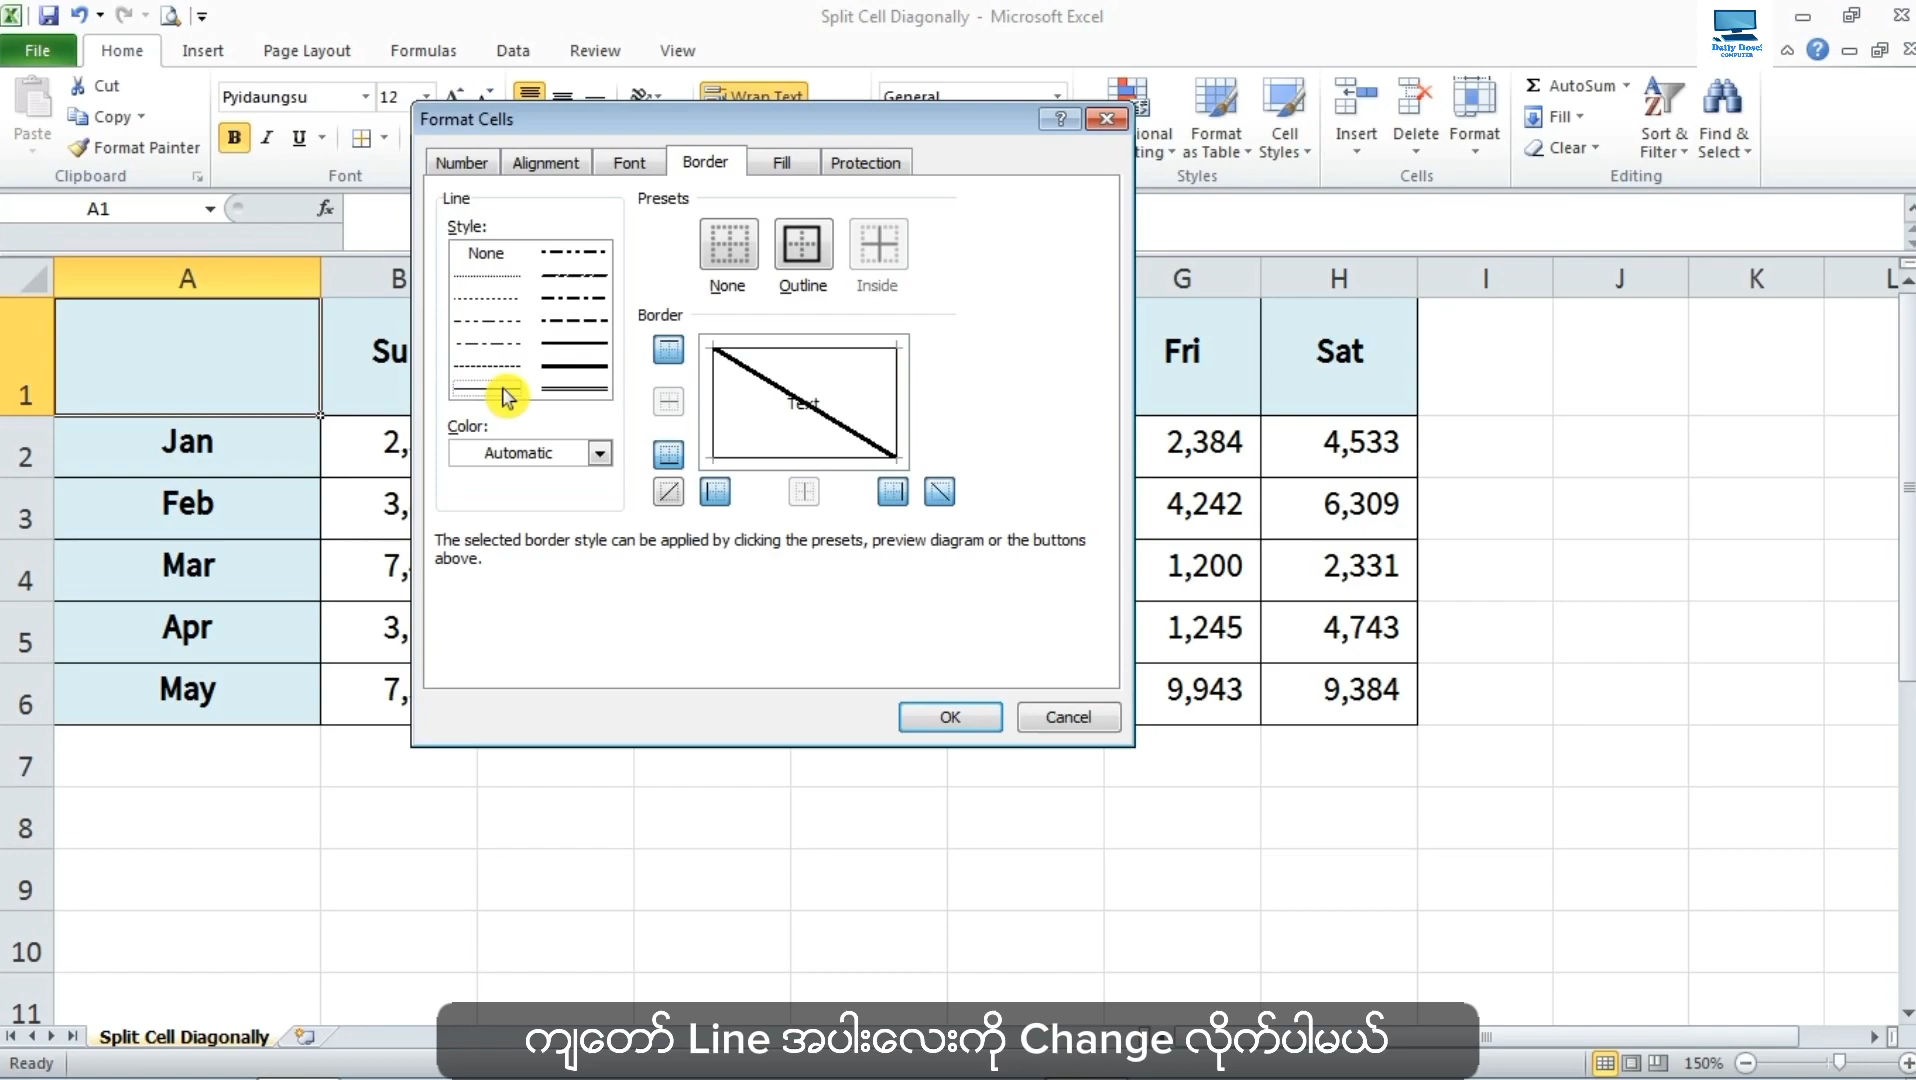 Split Cell Diagonally - Microsoft Excel
Daily Dose!
COMPUTER
File Home Insert Page Layout Formulas Data Review View
Paste
Cut
Copy
Format Painter
Clipboard
Pyidaungsu 12
B I U
Font
Wrap Text
General
Format as Table
Cell Styles
Styles
Insert Delete Format
Cells
Σ AutoSum
Fill
Clear
Sort & Filter
Find & Select
Editing
A1 fx
Format Cells
Number Alignment Font Border Fill Protection
Line
Style:
None
Color:
Automatic
Presets
None Outline Inside
Border
Text
The selected border style can be applied by clicking the presets, preview diagram or the buttons
above.
OK Cancel
A B G H I J K L
1 Su Fri Sat
2 Jan 2, 2,384 4,533
3 Feb 3, 4,242 6,309
4 Mar 7, 1,200 2,331
5 Apr 3, 1,245 4,743
6 May 7, 9,943 9,384
7
8
9
10
11
Split Cell Diagonally
ကျတော် Line အပါးလေးကို Change လိုက်ပါမယ်
Ready 150%